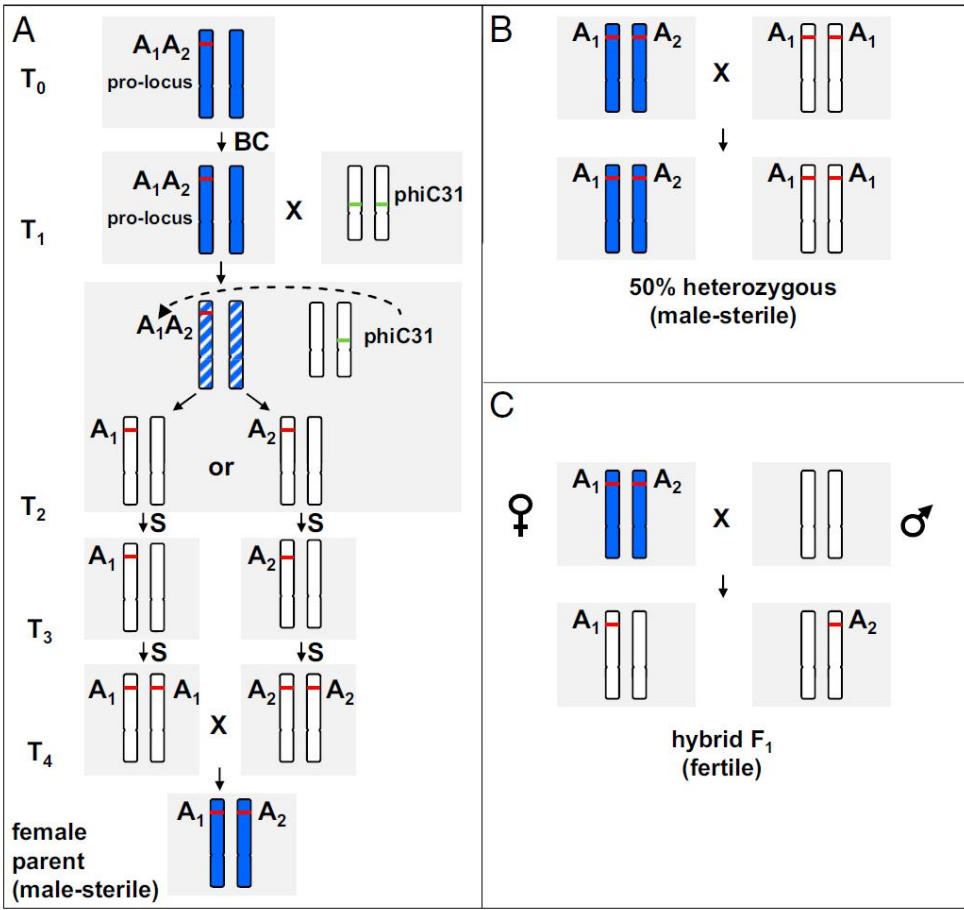 A
T0
A1A2
pro-locus
BC
T1
A1A2
pro-locus
X
phiC31
A1A2
phiC31
A1
or
A2
T2
S
S
A1
A2
T3
S
S
A1
A1
X
A2
A2
T4
A1
A2
female
parent
(male-sterile)
B
A1
A2
X
A1
A1
A1
A2
A1
A1
50% heterozygous
(male-sterile)
C
♀
A1
A2
X
♂
A1
A2
hybrid F1
(fertile)